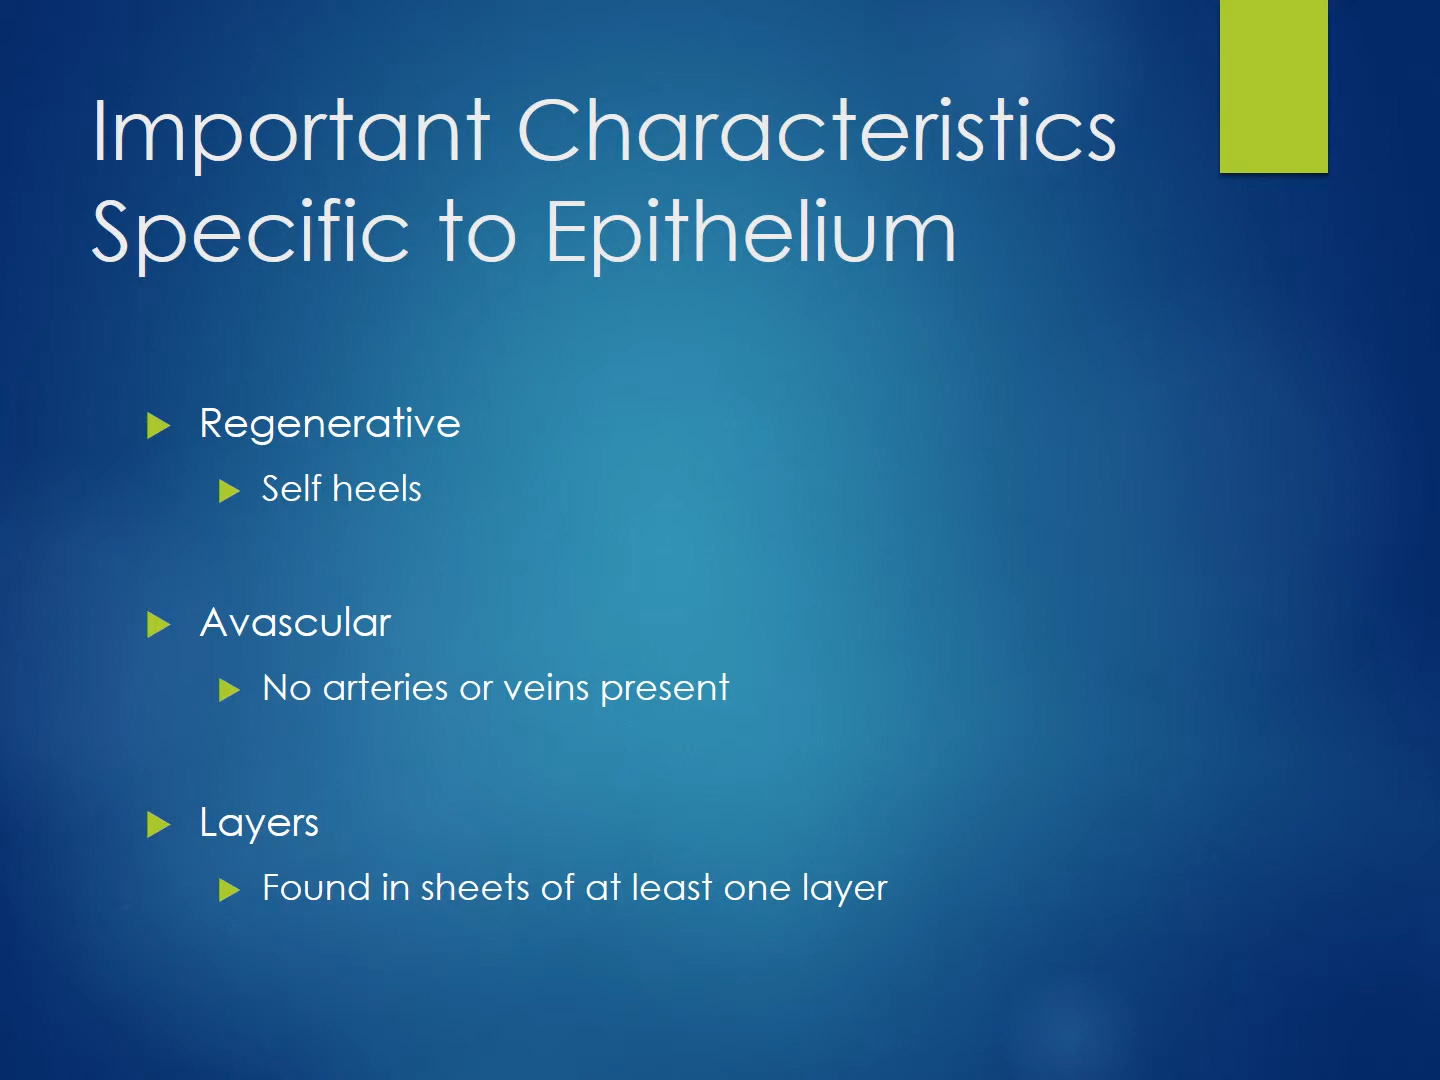 Important Characteristics
Specific to Epithelium
Regenerative
Self heels
Avascular
No arteries or veins present
Layers
Found in sheets of at least one layer